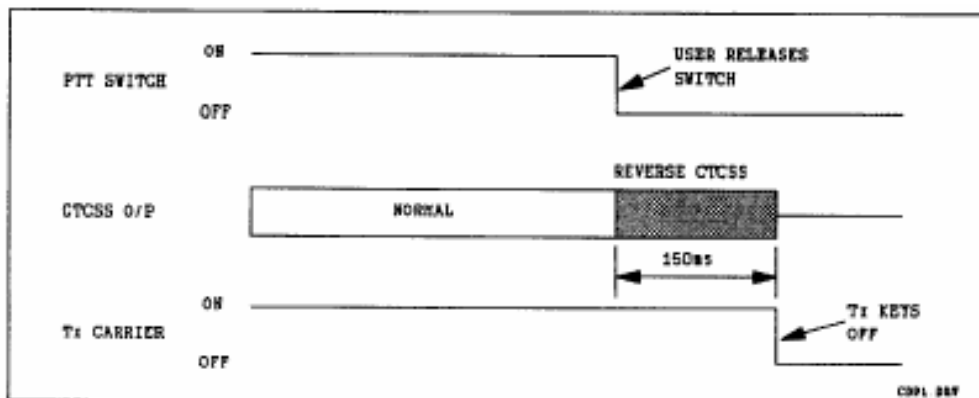 ON
PTT SWITCH
OFF
USER RELEASES
SWITCH
REVERSE CTCSS
CTCSS O/P
NORMAL
150ms
ON
Tx CARRIER
OFF
Tx KEYS
OFF